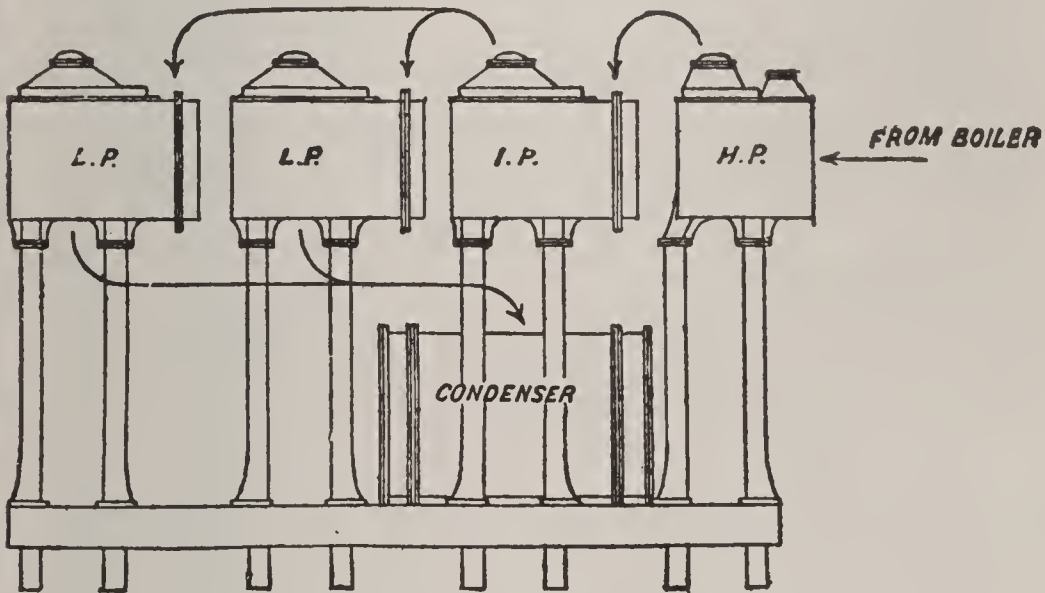 L.P.
L.P.
I.P.
H.P.
FROM BOILER
CONDENSER